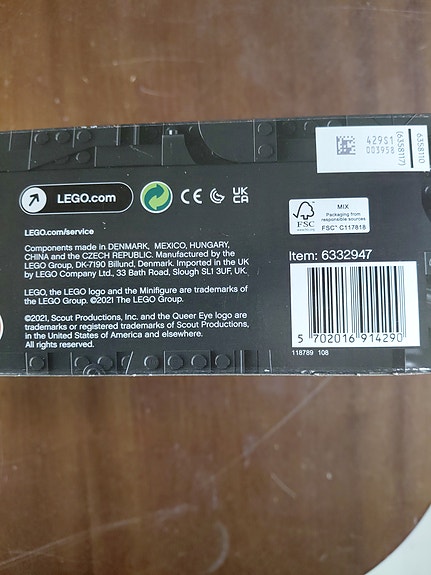 429S1
003958
6358110
(6358117)
LEGO.com
CE
UK
CA
MIX
Packaging from
responsible sources
FSC
FSC® C117818
LEGO.com/service
Components made in DENMARK, MEXICO, HUNGARY,
CHINA and the CZECH REPUBLIC. Manufactured by the
LEGO Group, DK-7190 Billund, Denmark. Imported in the UK
by LEGO Company Ltd., 33 Bath Road, Slough SL1 3UF, UK.
LEGO, the LEGO logo and the Minifigure are trademarks of
the LEGO Group. ©2021 The LEGO Group.
©2021, Scout Productions, Inc. and the Queer Eye logo are
trademarks or registered trademarks of Scout Productions,
in the United States of America and elsewhere.
All rights reserved.
Item: 6332947
5 702016 914290
118789 108